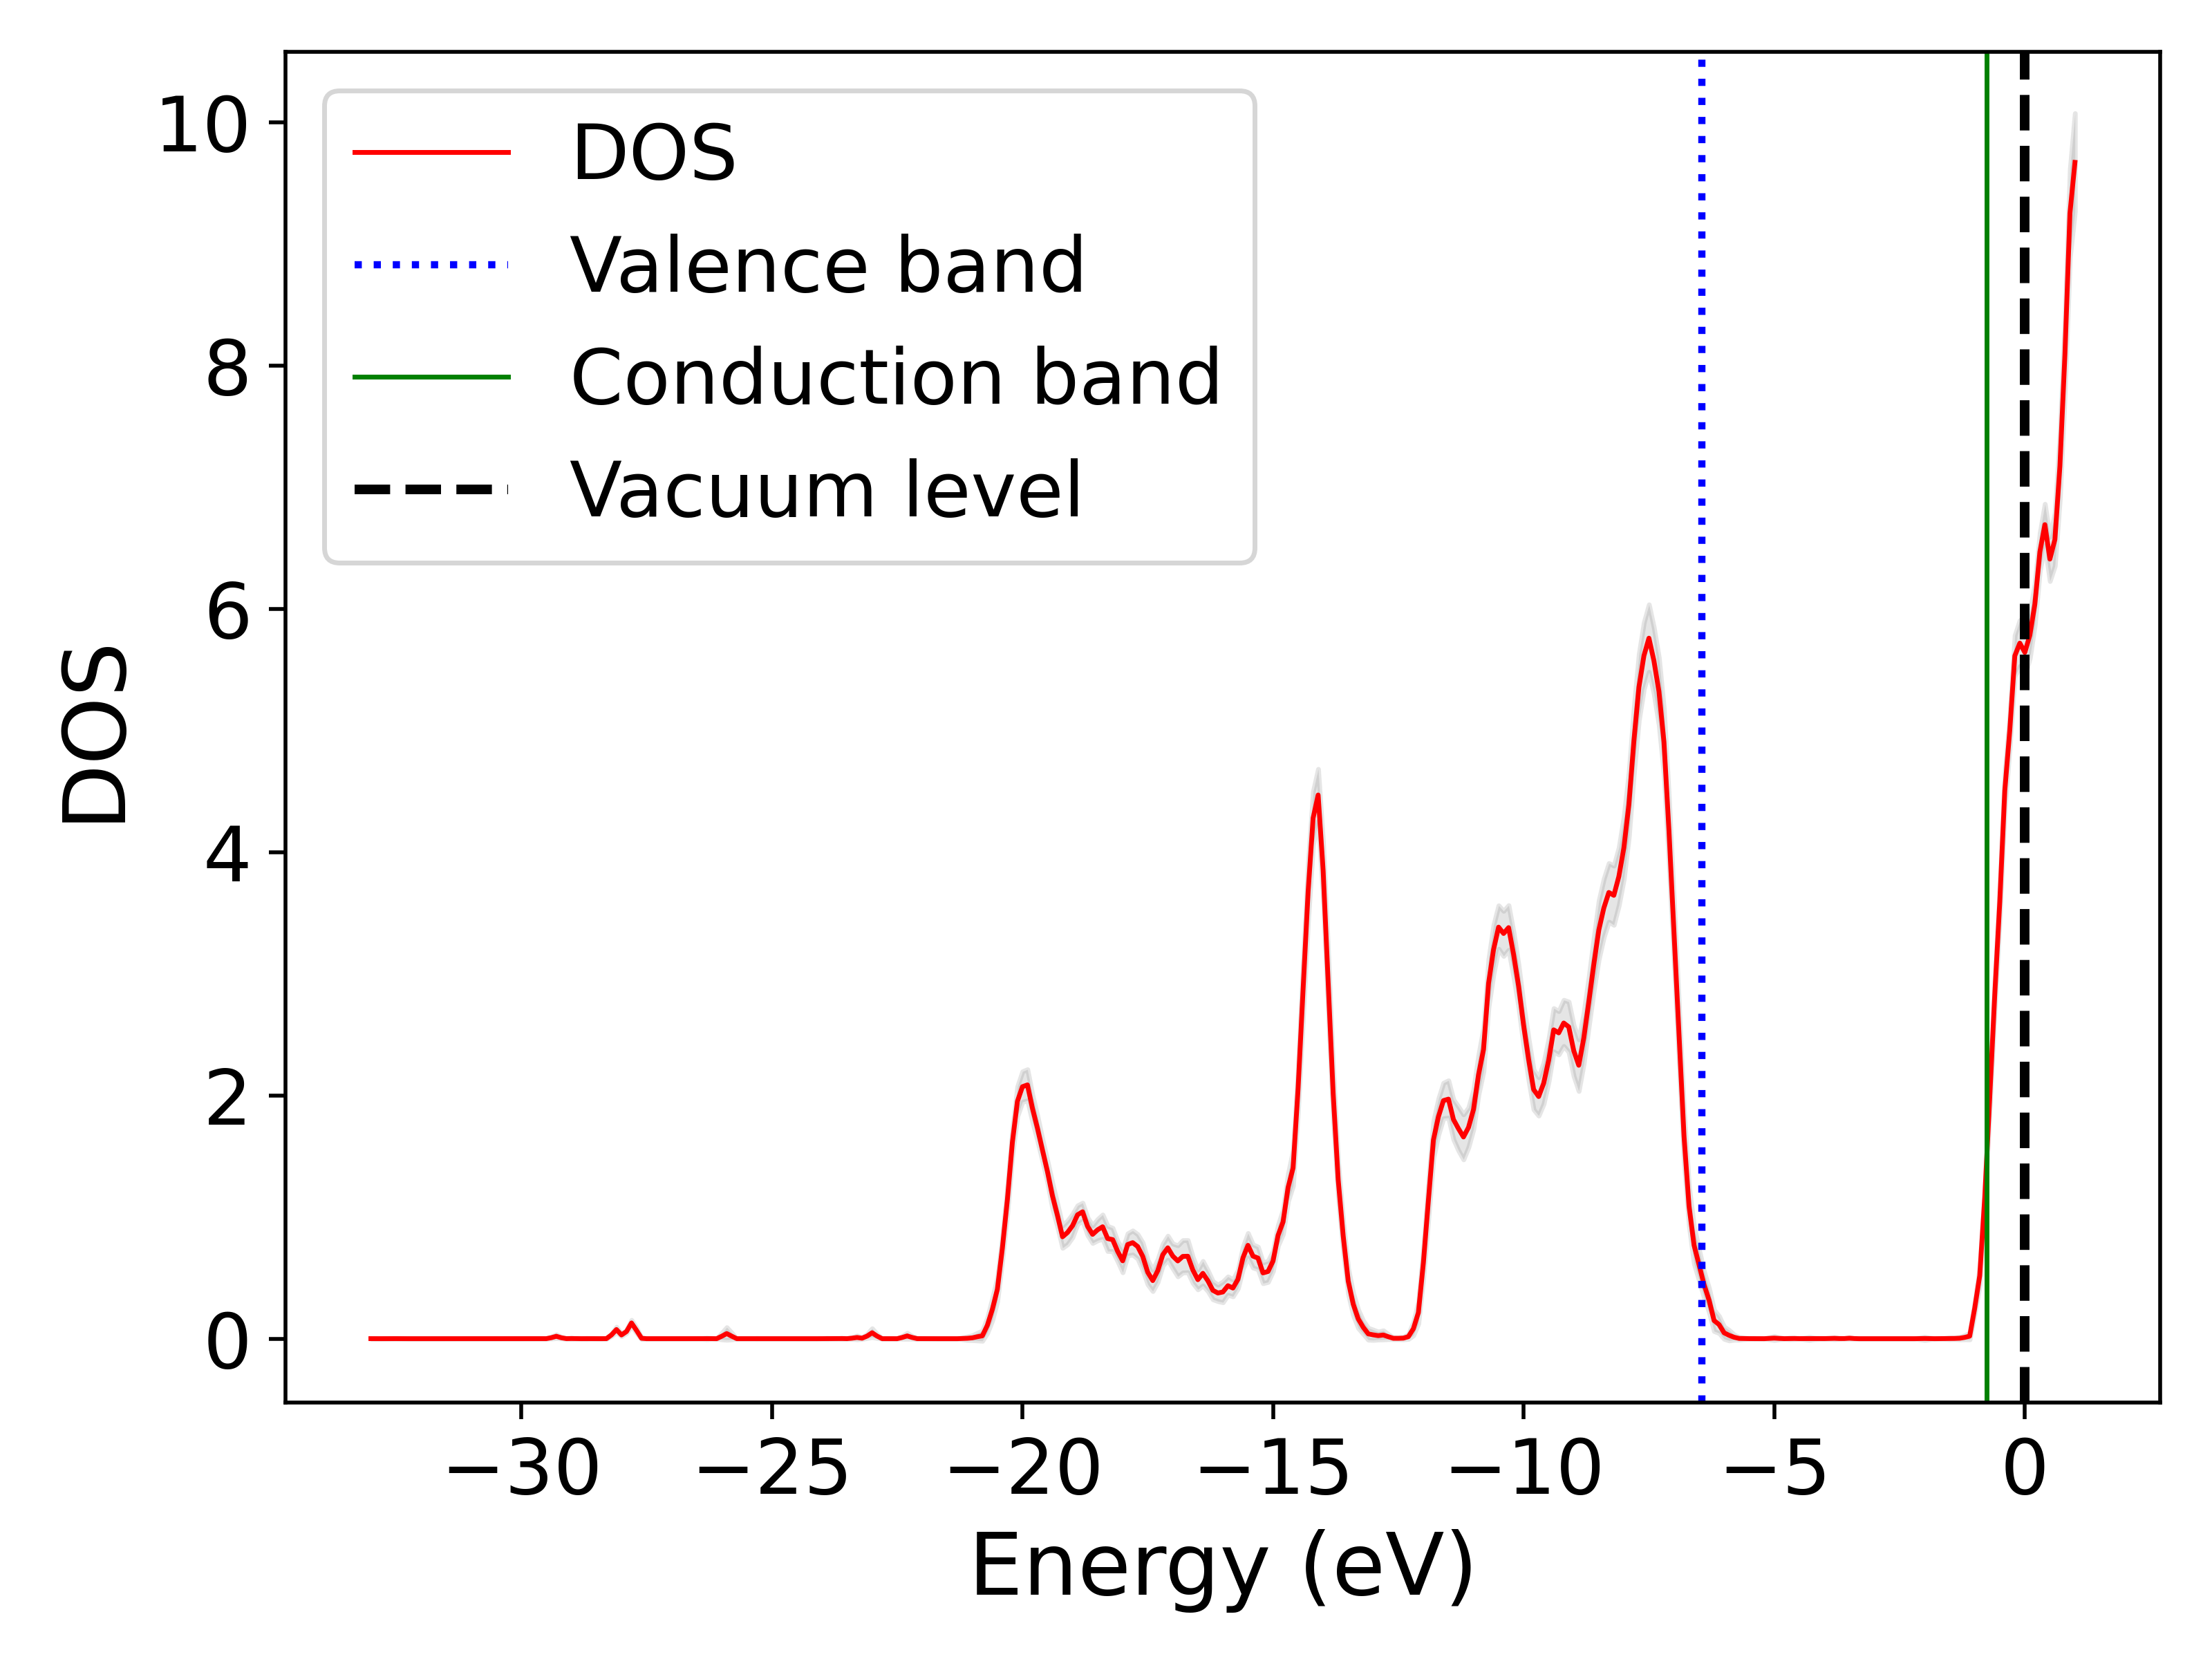 DOS
Valence band
Conduction band
Vacuum level
10
8
6
4
2
0
DOS
−30 −25 −20 −15 −10 −5 0
Energy (eV)